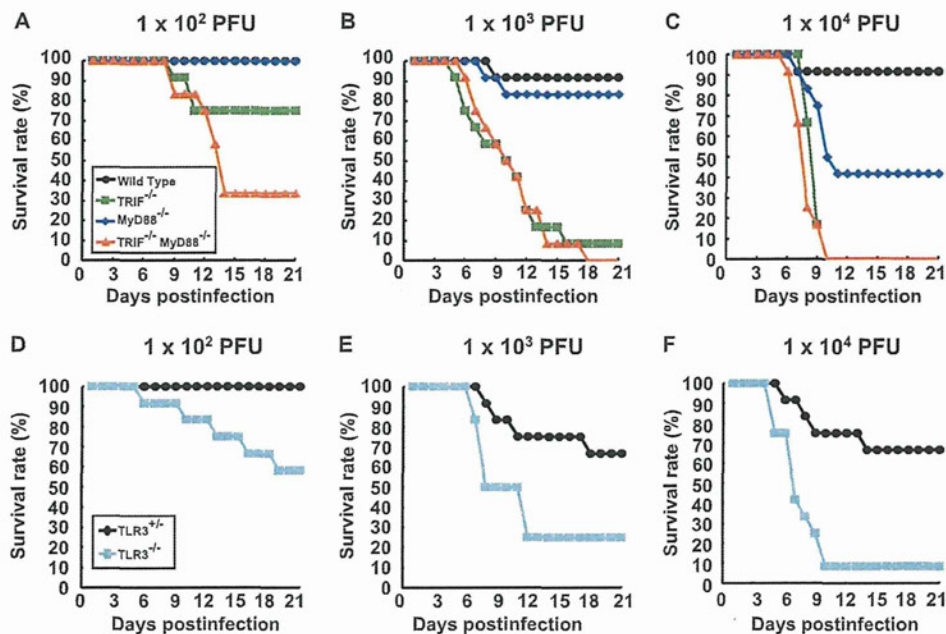 A
1 x 10² PFU
Survival rate (%)
100
90
80
70
60
50
40
30
20
10
0
Wild Type
TRIF-/-
MyD88-/-
TRIF-/- MyD88-/-
0 3 6 9 12 15 18 21
Days postinfection
B
1 x 10³ PFU
Survival rate (%)
100
90
80
70
60
50
40
30
20
10
0
0 3 6 9 12 15 18 21
Days postinfection
C
1 x 10⁴ PFU
Survival rate (%)
100
90
80
70
60
50
40
30
20
10
0
0 3 6 9 12 15 18 21
Days postinfection
D
1 x 10² PFU
Survival rate (%)
100
90
80
70
60
50
40
30
20
10
0
TLR3+/-
TLR3-/-
0 3 6 9 12 15 18 21
Days postinfection
E
1 x 10³ PFU
Survival rate (%)
100
90
80
70
60
50
40
30
20
10
0
0 3 6 9 12 15 18 21
Days postinfection
F
1 x 10⁴ PFU
Survival rate (%)
100
90
80
70
60
50
40
30
20
10
0
0 3 6 9 12 15 18 21
Days postinfection